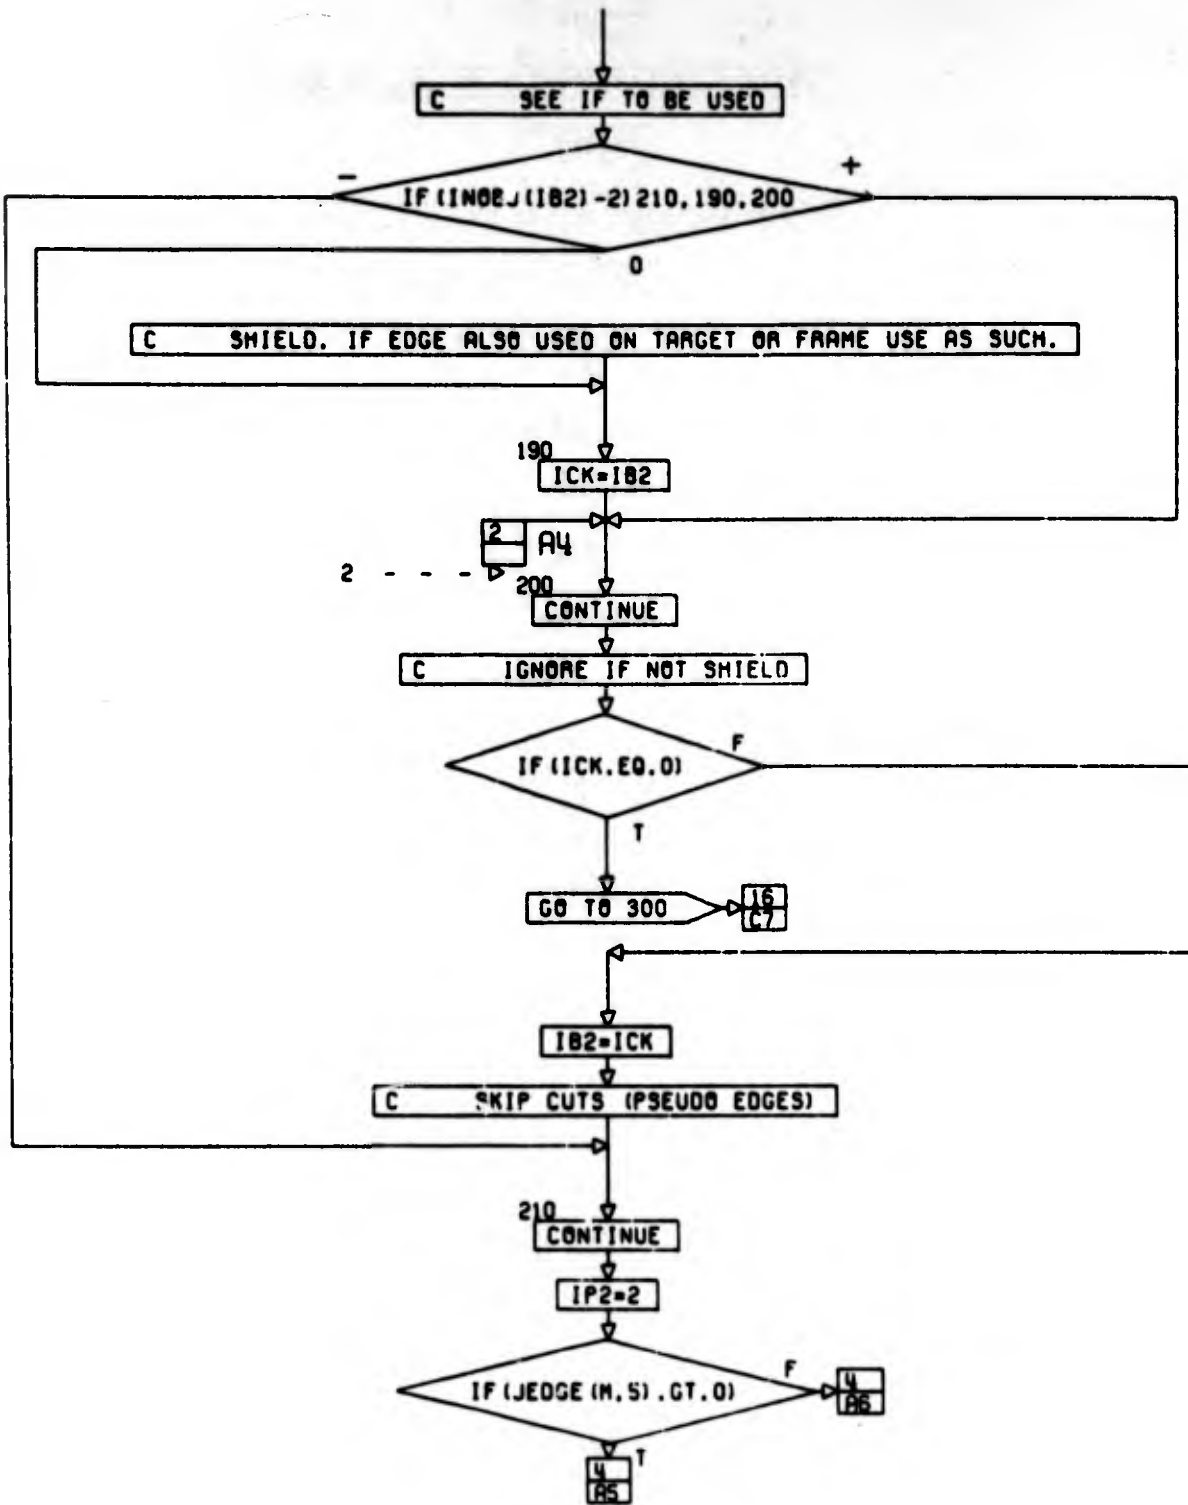 C SEE IF TO BE USED
- +
IF (INOBJ(IB2)-2)210,190,200
0
C SHIELD. IF EDGE ALSO USED ON TARGET OR FRAME USE AS SUCH.
190
ICK=IB2
2
A4
2 - - -
200
CONTINUE
C IGNORE IF NOT SHIELD
F
IF (ICK.EQ.0)
T
GO TO 300
16
C7
IB2=ICK
C SKIP CUTS (PSEUDO EDGES)
210
CONTINUE
IP2=2
F
IF (JEDGE(M,5).GT.0)
4
A6
T
4
A5